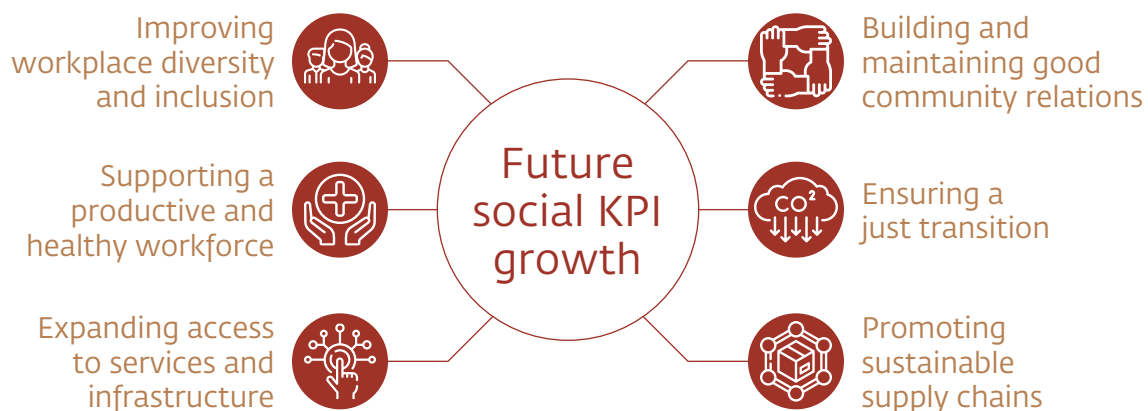 Improving
workplace diversity
and inclusion
Supporting a
productive and
healthy workforce
Expanding access
to services and
infrastructure
Future
social KPI
growth
Building and
maintaining good
community relations
CO²
Ensuring a
just transition
Promoting
sustainable
supply chains